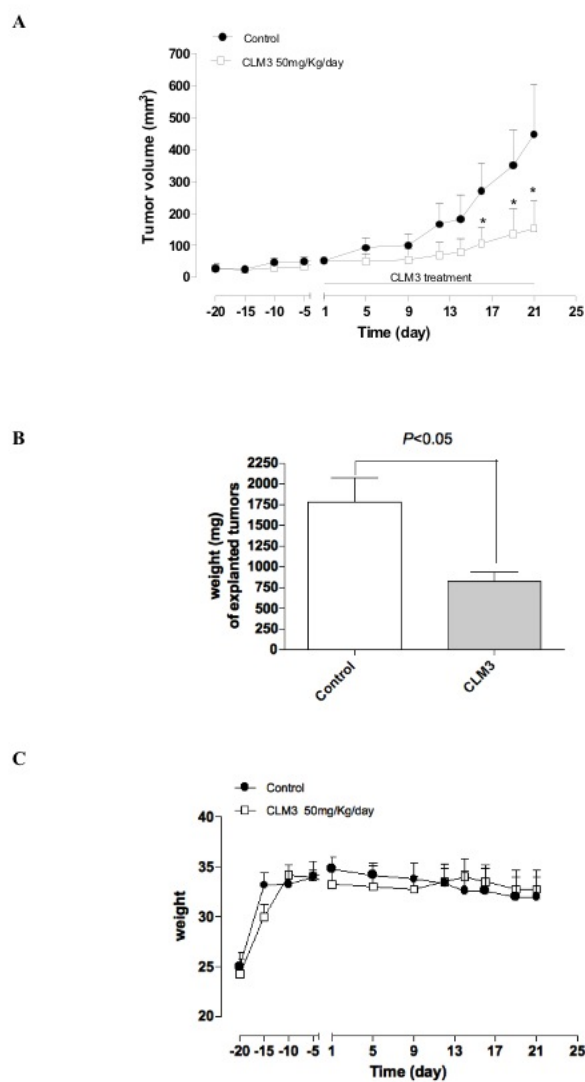 A
Control
CLM3 50mg/Kg/day
Tumor volume (mm3)
700
600
500
400
300
200
100
0
CLM3 treatment
-20 -15 -10 -5 1 5 9 13 17 21 25
Time (day)
* * *
B
P<0.05
weight (mg)
of explanted tumors
2250
2000
1750
1500
1250
1000
750
500
250
0
Control CLM3
C
Control
CLM3 50mg/Kg/day
weight
40
35
30
25
20
-20 -15 -10 -5 1 5 9 13 17 21 25
Time (day)